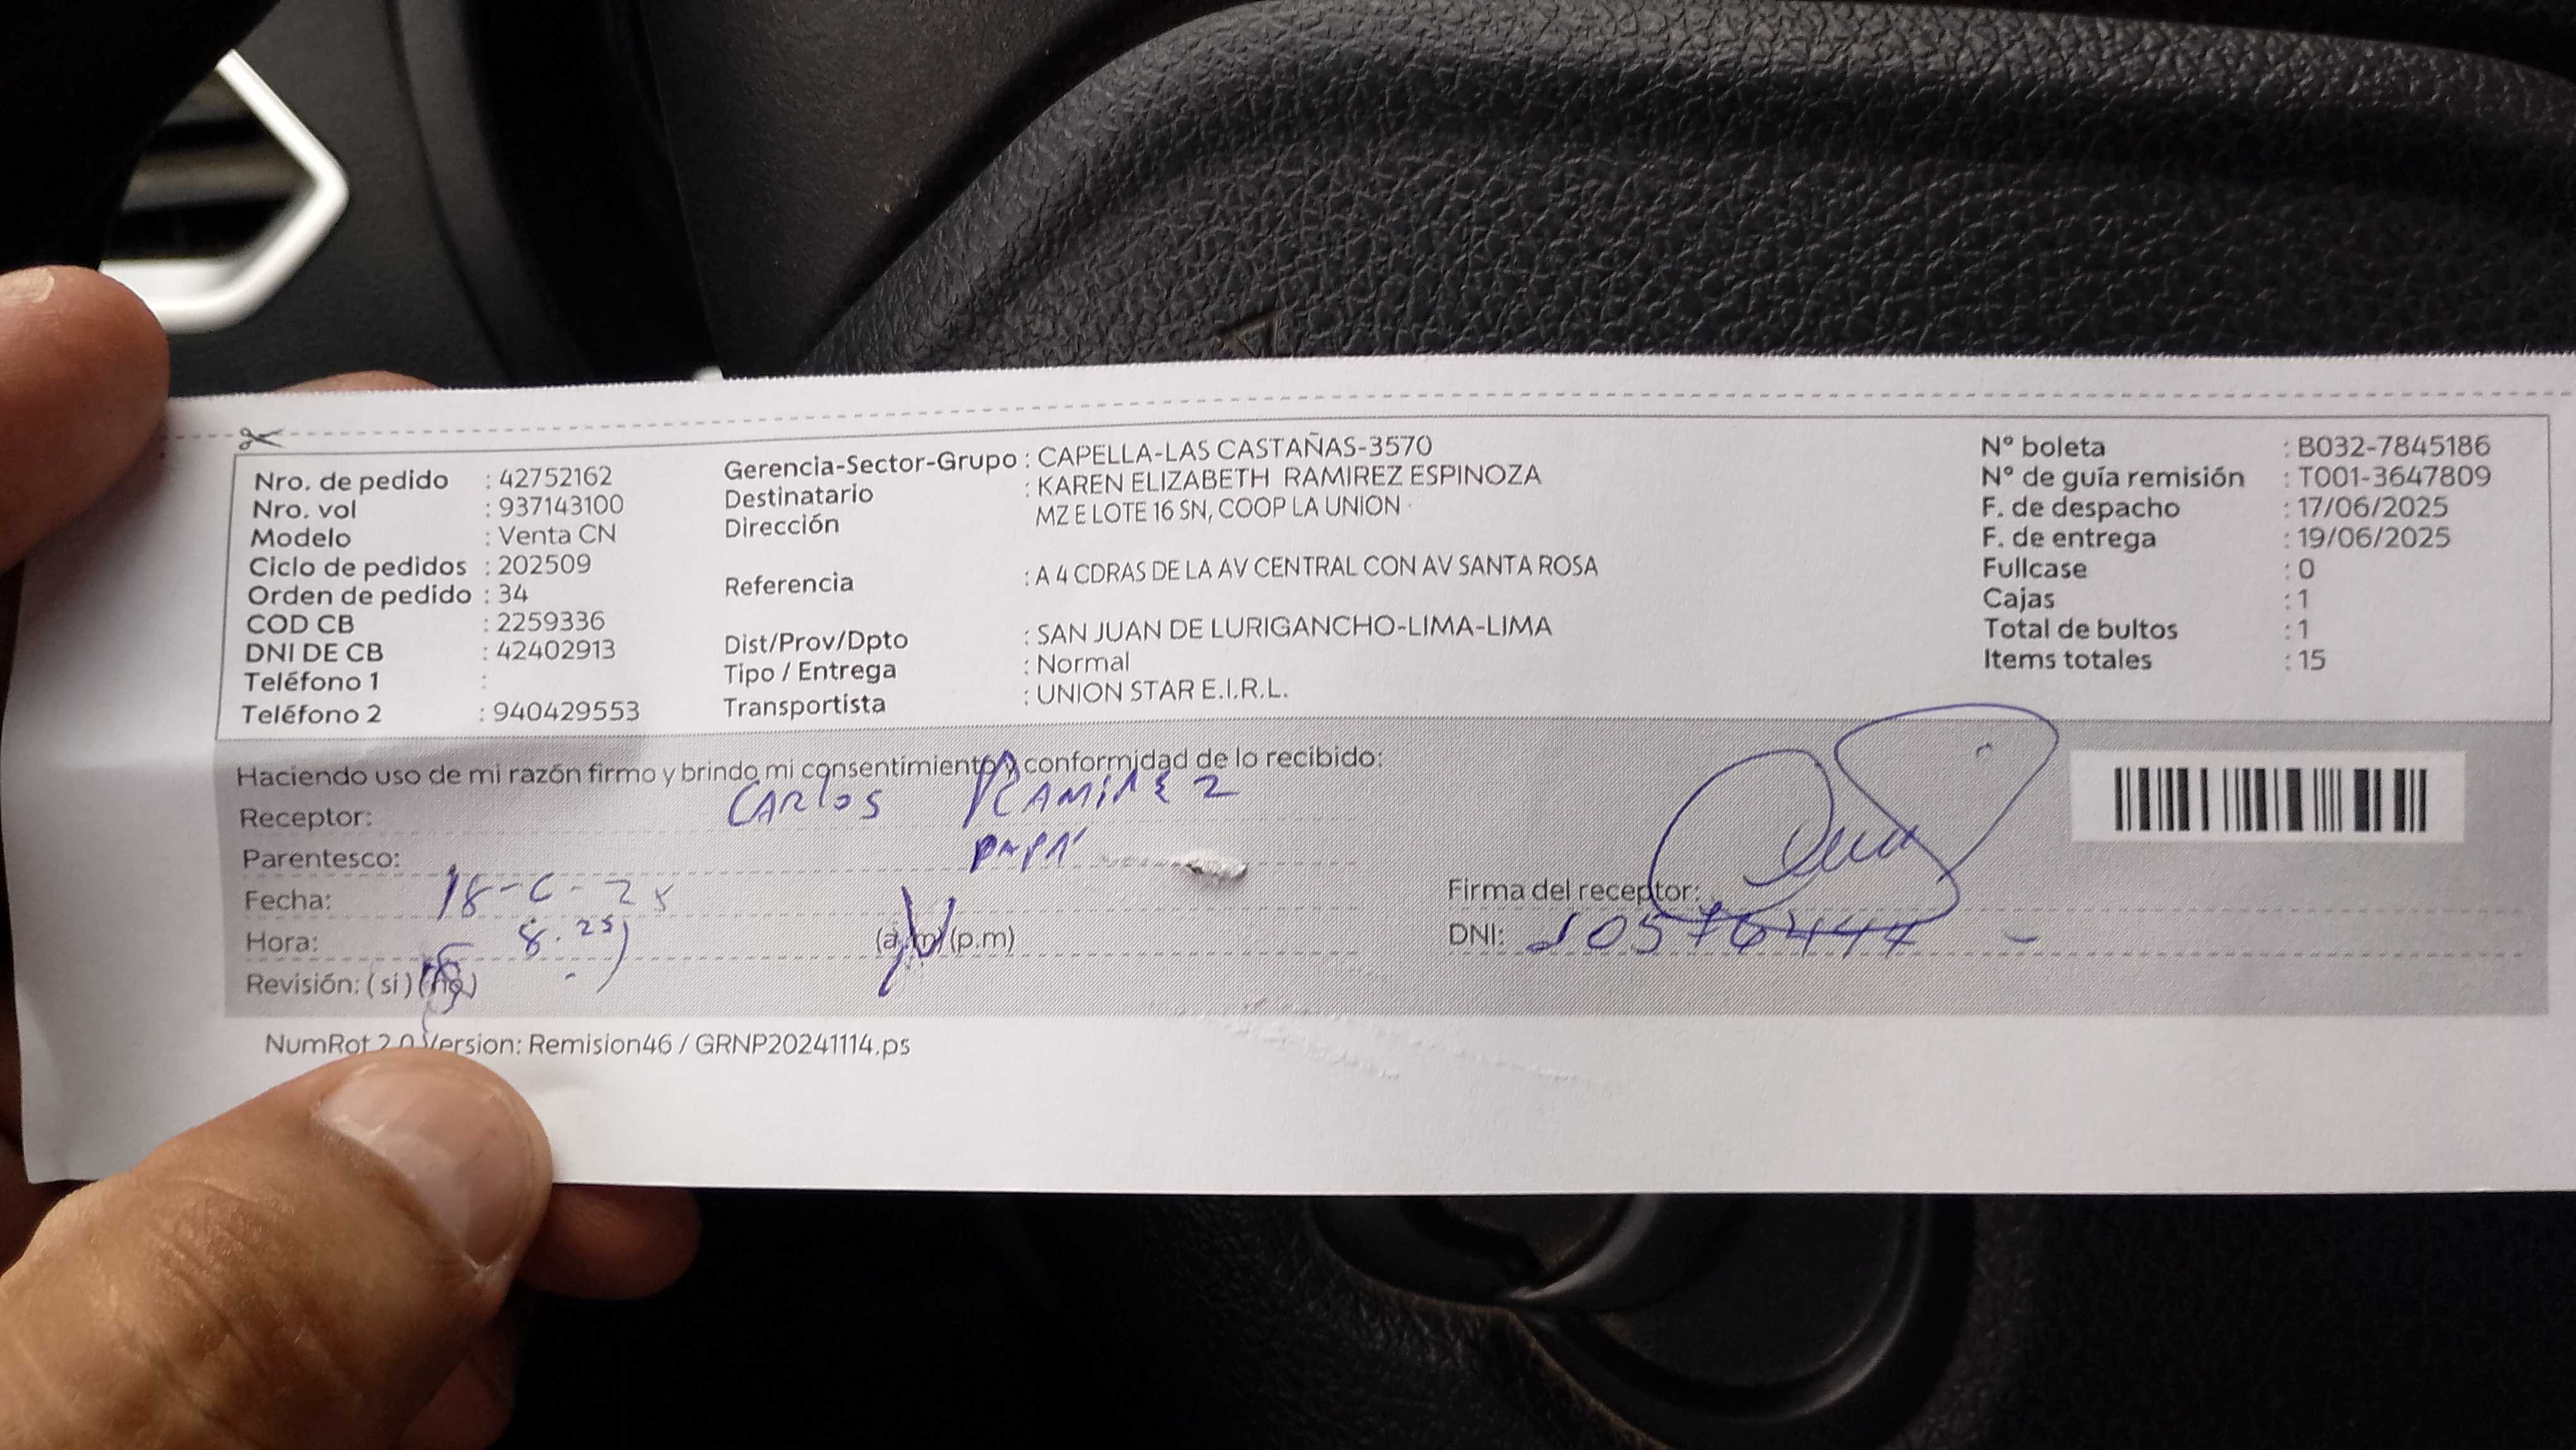 Nro. de pedido : 42752162
Nro. vol : 937143100
Modelo : Venta CN
Ciclo de pedidos : 202509
Orden de pedido : 34
COD CB : 2259336
DNI DE CB : 42402913
Teléfono 1 :
Teléfono 2 : 940429553
Gerencia-Sector-Grupo : CAPELLA-LAS CASTAÑAS-3570
Destinatario : KAREN ELIZABETH RAMIREZ ESPINOZA
Dirección MZ E LOTE 16 SN, COOP LA UNION
Referencia : A 4 CDRAS DE LA AV CENTRAL CON AV SANTA ROSA
Dist/Prov/Dpto : SAN JUAN DE LURIGANCHO-LIMA-LIMA
Tipo / Entrega : Normal
Transportista : UNION STAR E.I.R.L.
N° boleta : B032-7845186
N° de guía remisión : T001-3647809
F. de despacho : 17/06/2025
F. de entrega : 19/06/2025
Fullcase : 0
Cajas : 1
Total de bultos : 1
Items totales : 15
Haciendo uso de mi razón firmo y brindo mi consentimiento y conformidad de lo recibido:
Receptor: CARlos RAMIREZ
Parentesco: PAPA
Fecha: 18-6-25
Hora: 8.25 (a.m) (p.m)
Revisión: (si) (no)
Firma del receptor:
DNI:
NumRot 2.0 Version: Remision46 / GRNP20241114.ps